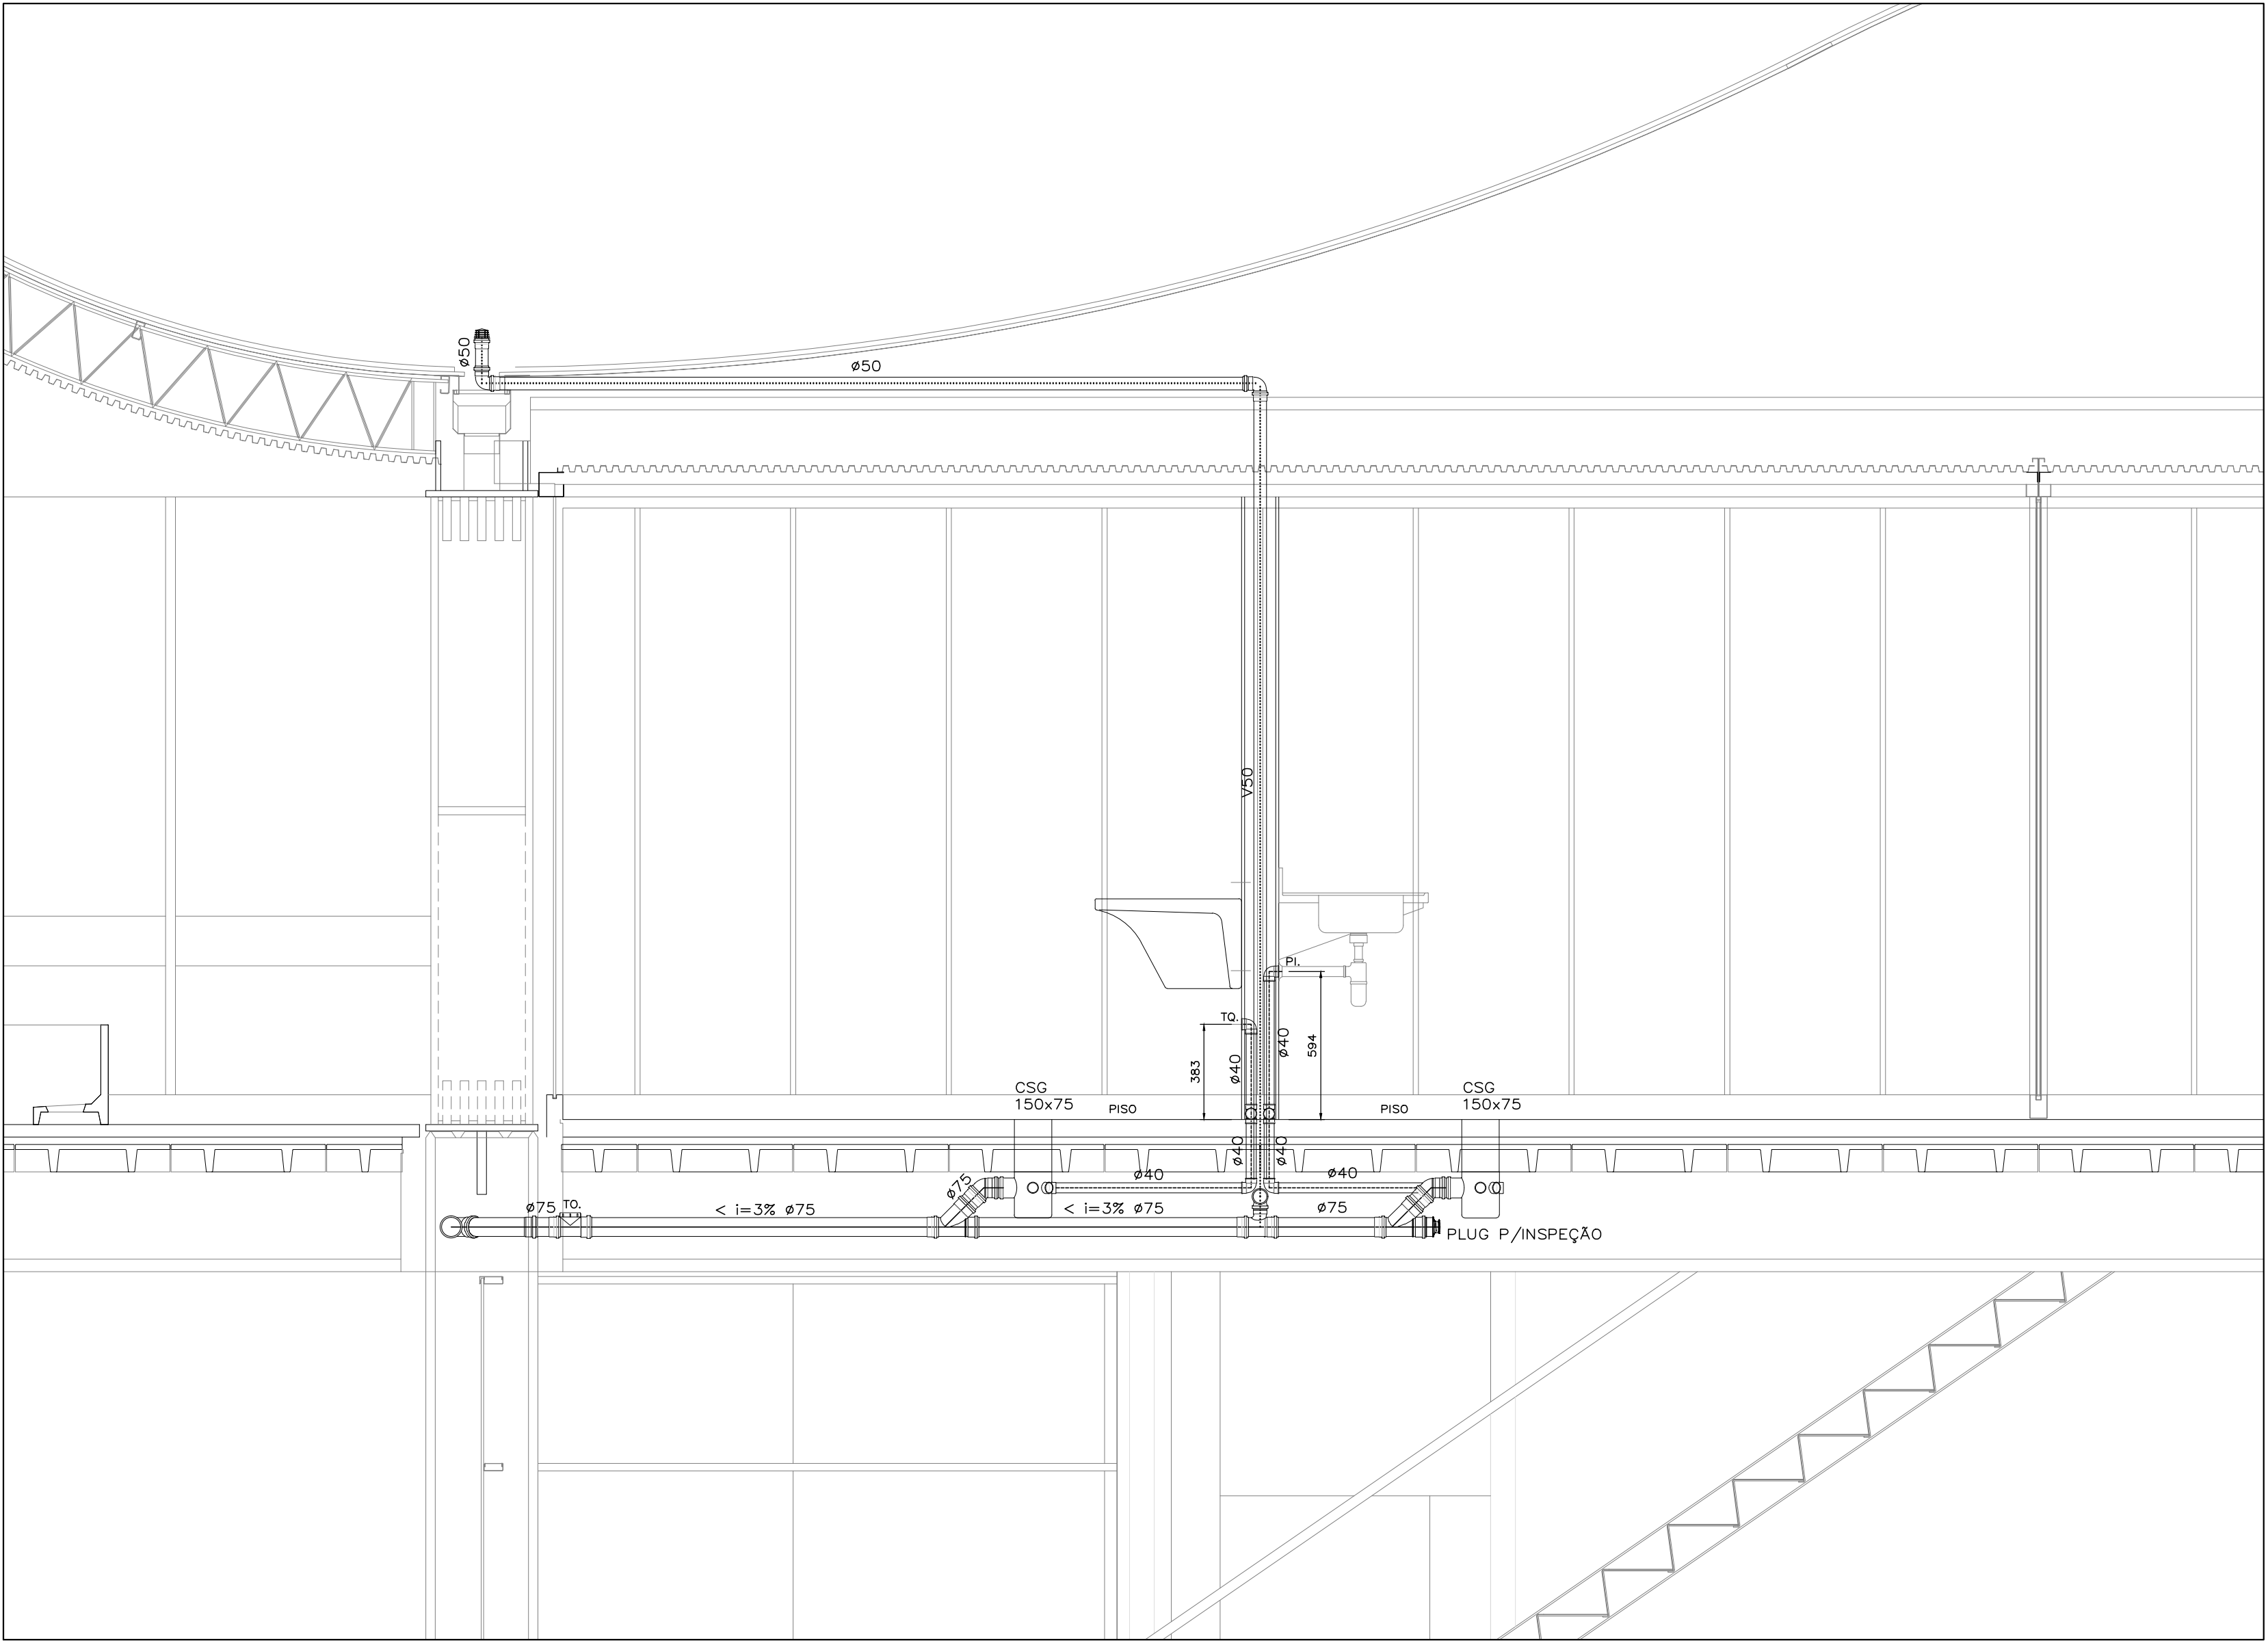 ø50
ø50
V50
PI.
TQ.
ø40
594
383
ø40
CSG
150x75
PISO
PISO
CSG
150x75
ø40
ø40
ø75
ø40
ø40
ø75
TO.
< i=3% ø75
< i=3% ø75
ø75
PLUG P/INSPEÇÃO